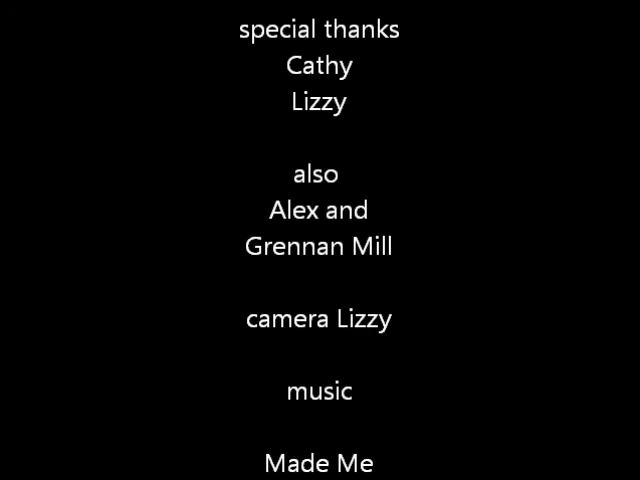 special thanks
Cathy
Lizzy
also
Alex and
Grennan Mill
camera Lizzy
music
Made Me